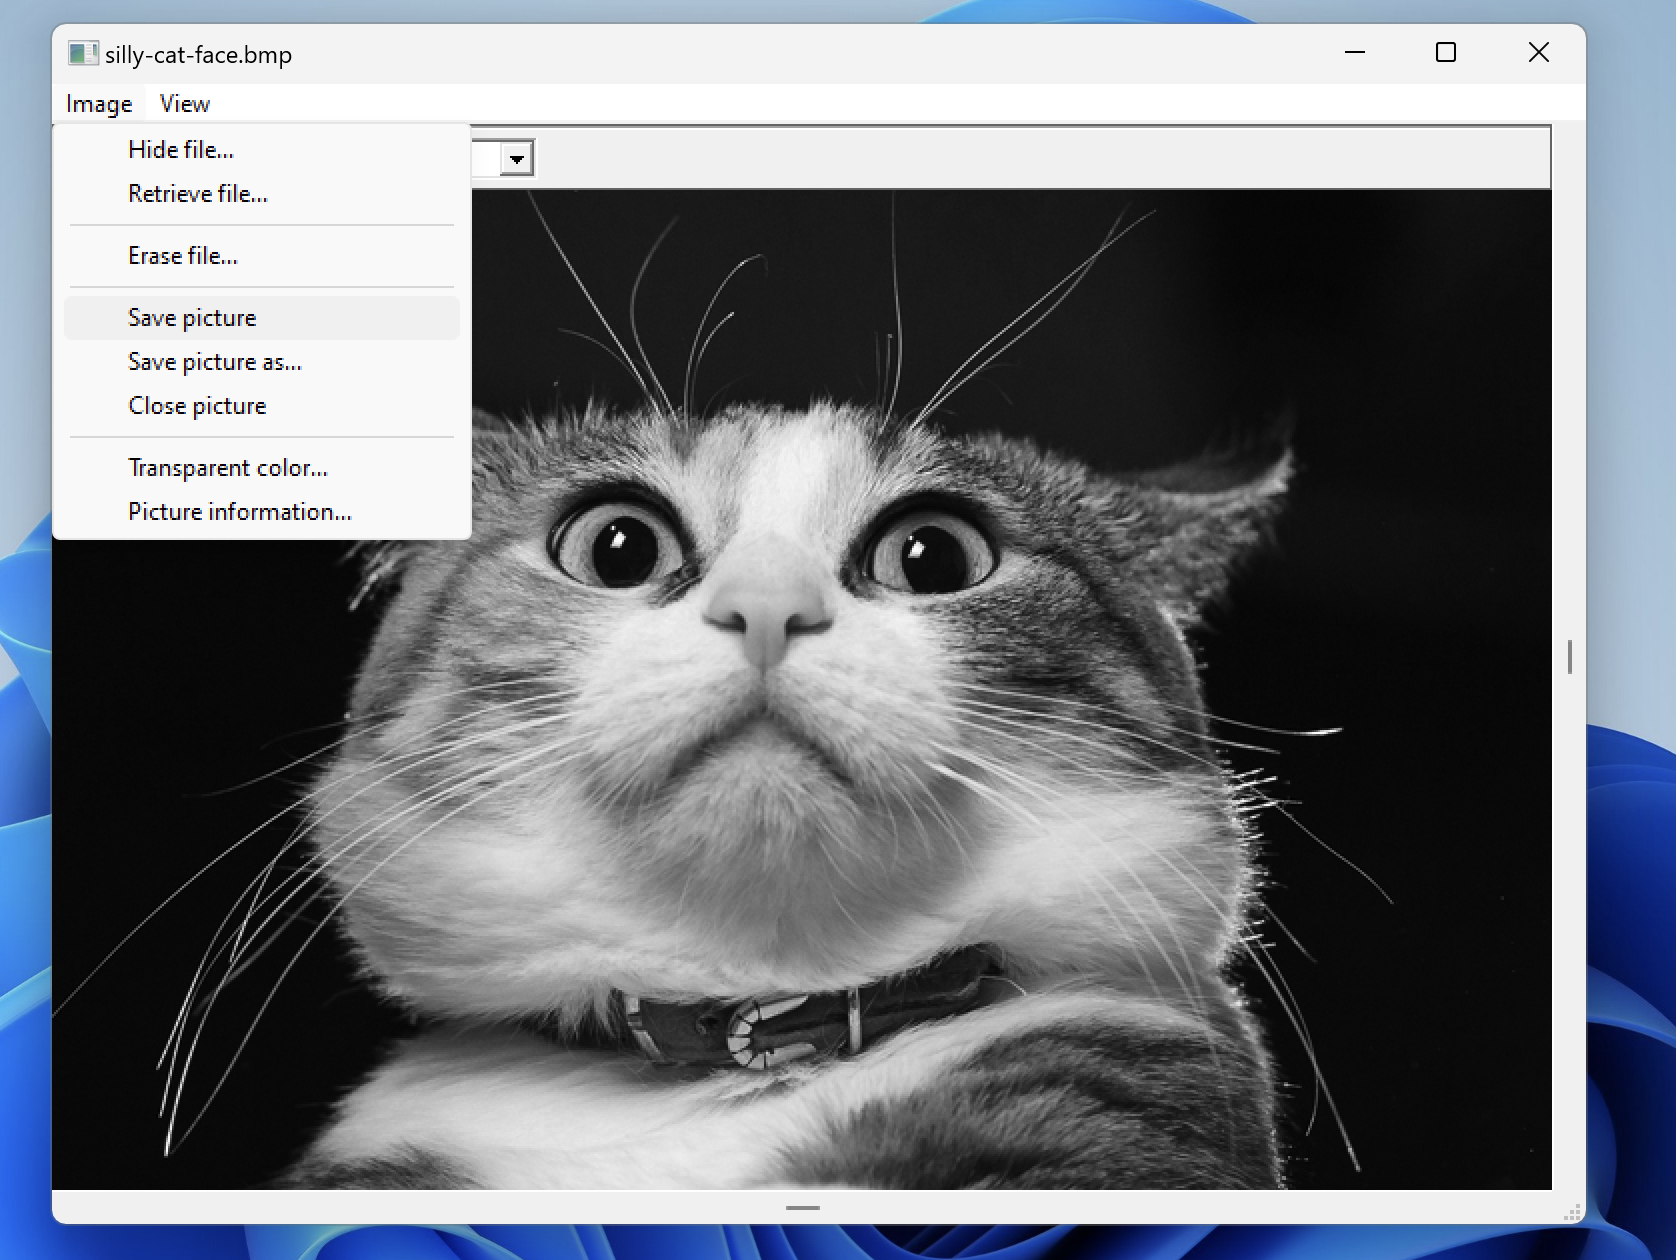 silly-cat-face.bmp
Image View
Hide file...
Retrieve file...
Erase file...
Save picture
Save picture as...
Close picture
Transparent color...
Picture information...